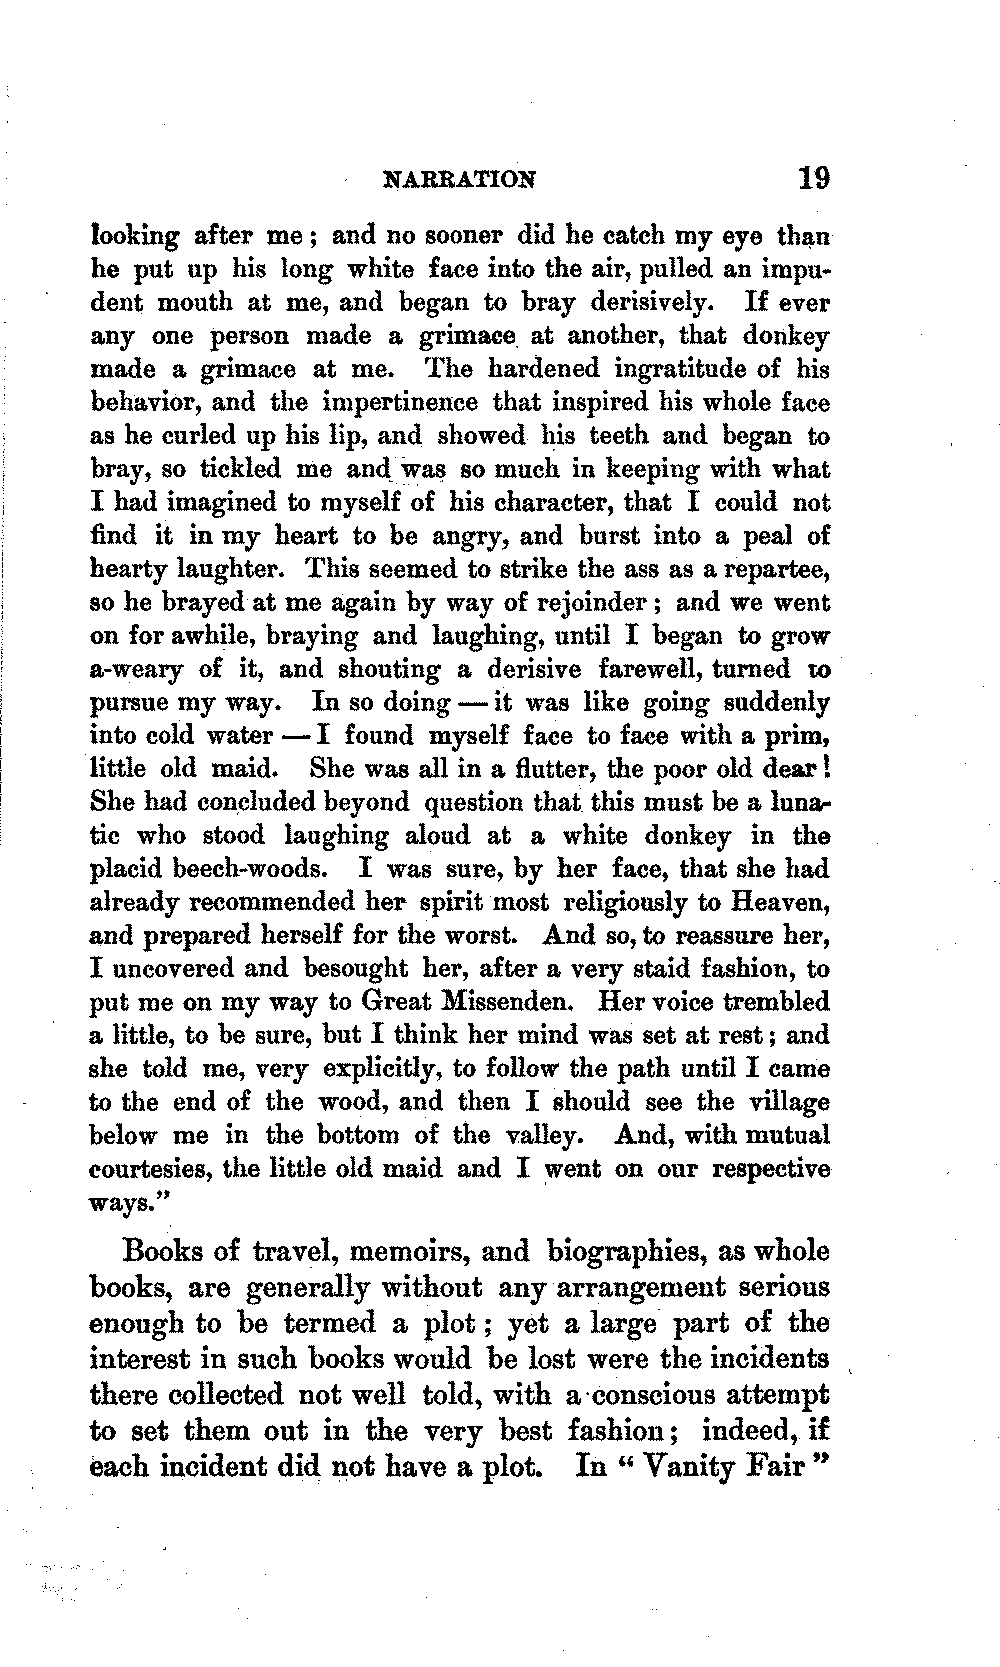 NARRATION 19
looking after me; and no sooner did he catch my eye than
he put up his long white face into the air, pulled an impu-
dent mouth at me, and began to bray derisively. If ever
any one person made a grimace at another, that donkey
made a grimace at me. The hardened ingratitude of his
behavior, and the impertinence that inspired his whole face
as he curled up his lip, and showed his teeth and began to
bray, so tickled me and was so much in keeping with what
I had imagined to myself of his character, that I could not
find it in my heart to be angry, and burst into a peal of
hearty laughter. This seemed to strike the ass as a repartee,
so he brayed at me again by way of rejoinder; and we went
on for awhile, braying and laughing, until I began to grow
a-weary of it, and shouting a derisive farewell, turned to
pursue my way. In so doing — it was like going suddenly
into cold water — I found myself face to face with a prim,
little old maid. She was all in a flutter, the poor old dear!
She had concluded beyond question that this must be a luna-
tic who stood laughing aloud at a white donkey in the
placid beech-woods. I was sure, by her face, that she had
already recommended her spirit most religiously to Heaven,
and prepared herself for the worst. And so, to reassure her,
I uncovered and besought her, after a very staid fashion, to
put me on my way to Great Missenden. Her voice trembled
a little, to be sure, but I think her mind was set at rest; and
she told me, very explicitly, to follow the path until I came
to the end of the wood, and then I should see the village
below me in the bottom of the valley. And, with mutual
courtesies, the little old maid and I went on our respective
ways.”
Books of travel, memoirs, and biographies, as whole
books, are generally without any arrangement serious
enough to be termed a plot; yet a large part of the
interest in such books would be lost were the incidents
there collected not well told, with a conscious attempt
to set them out in the very best fashion; indeed, if
each incident did not have a plot. In “Vanity Fair”